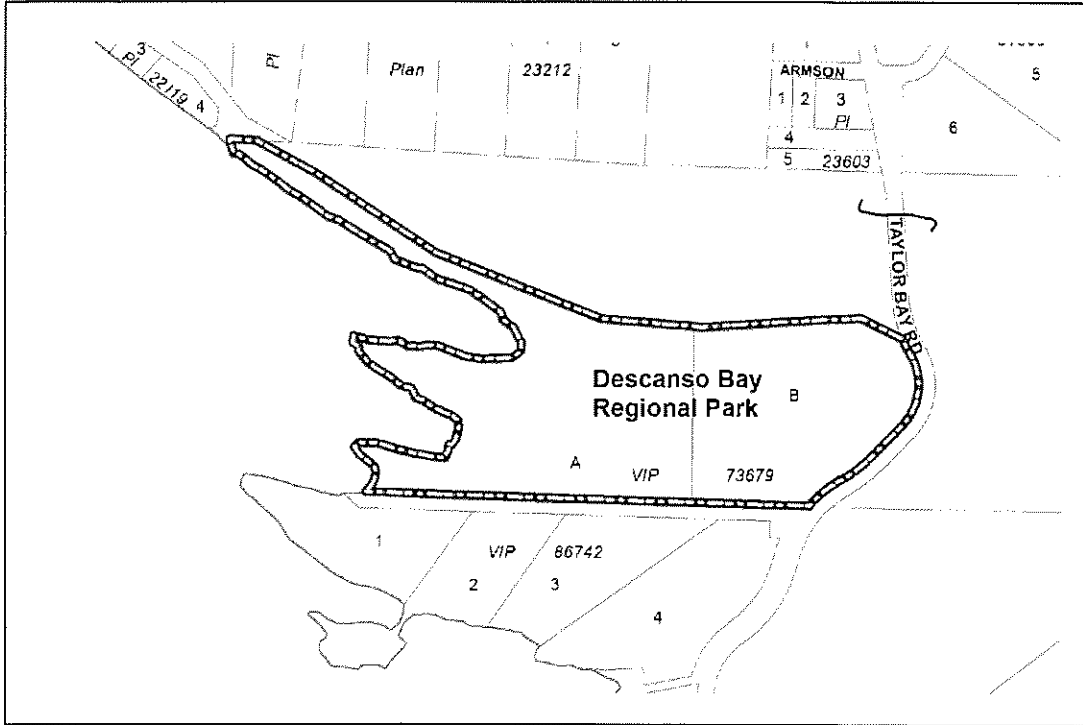 3
Pl
22119
4
Pl
Plan 23212
ARMSON
1 2 3
Pl
4
5 23603
5
6
TAYLOR BAY RD
Descanso Bay
Regional Park
B
A VIP 73679
1
VIP 86742
2
3
4